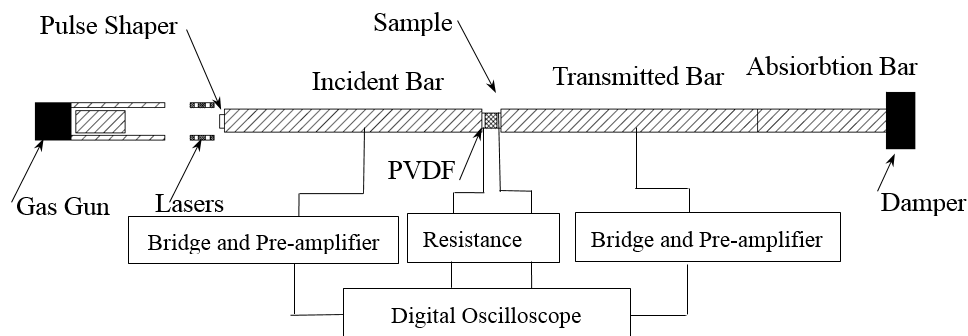 Pulse Shaper
Sample
Incident Bar
Transmitted Bar
Absiorbtion Bar
PVDF
Gas Gun
Lasers
Damper
Bridge and Pre-amplifier
Resistance
Bridge and Pre-amplifier
Digital Oscilloscope